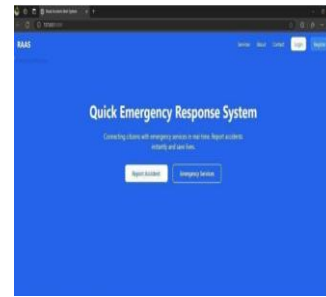 RAAS
Services About Contact Login Register
Quick Emergency Response System
Connecting citizens with emergency services in real-time. Report accidents
instantly and save lives.
Report Accident Emergency Services